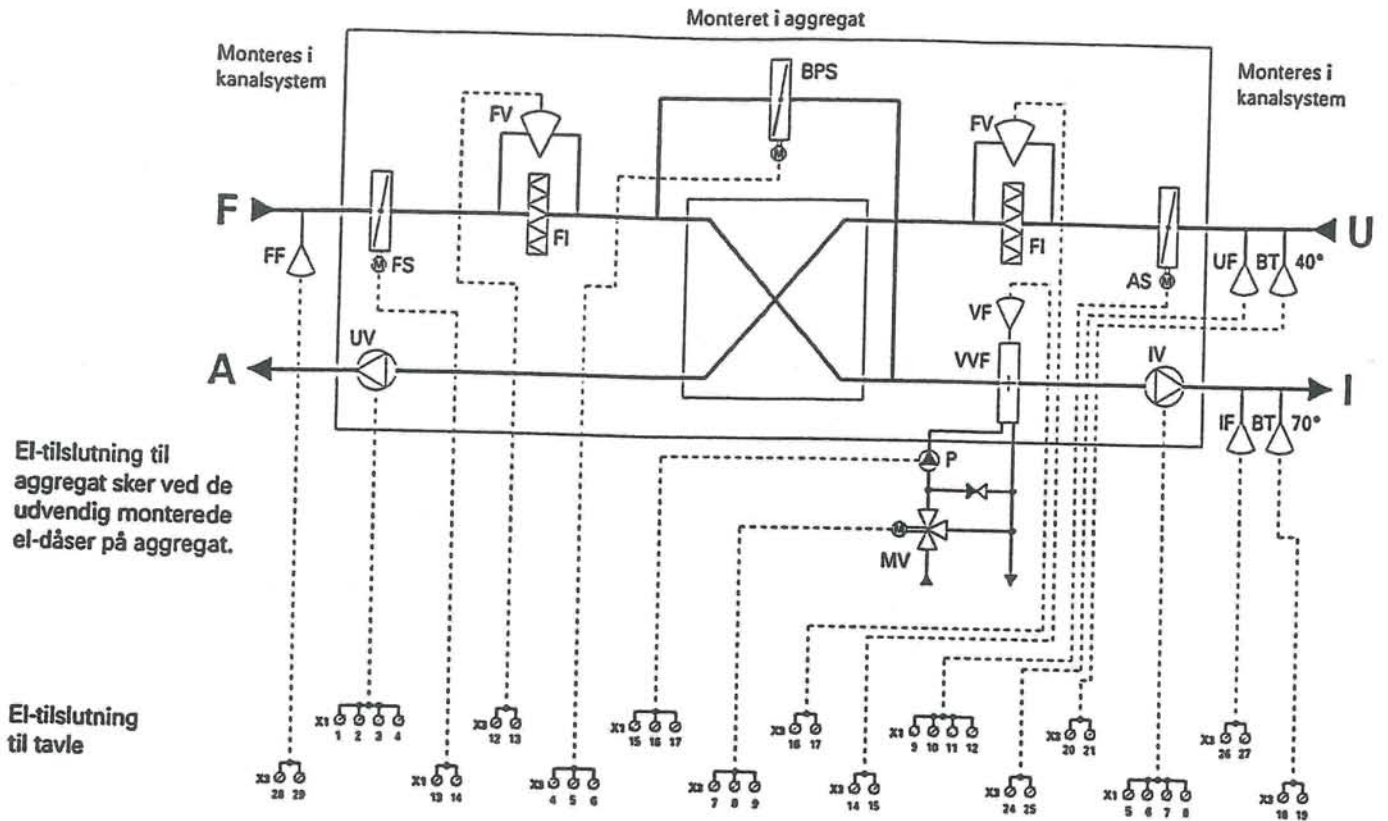 Monteret i aggregat
Monteres i
kanalsystem
Monteres i
kanalsystem
BPS
FV
FV
F
U
FF
M FS
FI
M
FI
AS M
UF BT 40°
VF
UV
VVF
IV
A
I
IF BT 70°
P
M
MV
El-tilslutning til
aggregat sker ved de
udvendig monterede
el-dåser på aggregat.
El-tilslutning
til tavle
X1 1 2 3 4
X3 12 13
X1 15 16 17
X3 16 17
X1 9 10 11 12
X3 20 21
X3 26 27
X3 28 29
X1 13 14
X3 4 5 6
7 8 9
X3 14 15
X3 24 25
X1 5 6 7 8
X3 18 19